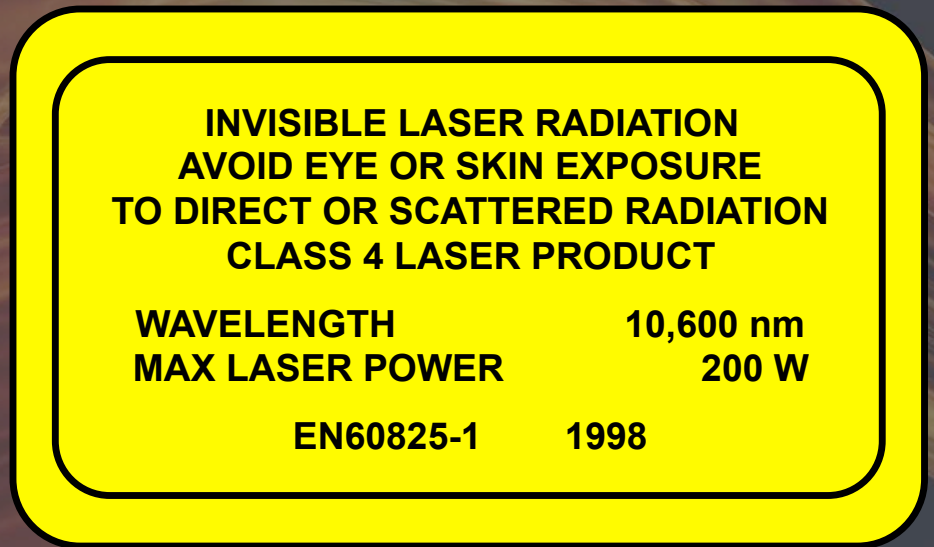 INVISIBLE LASER RADIATION
AVOID EYE OR SKIN EXPOSURE
TO DIRECT OR SCATTERED RADIATION
CLASS 4 LASER PRODUCT
WAVELENGTH 10,600 nm
MAX LASER POWER 200 W
EN60825-1 1998